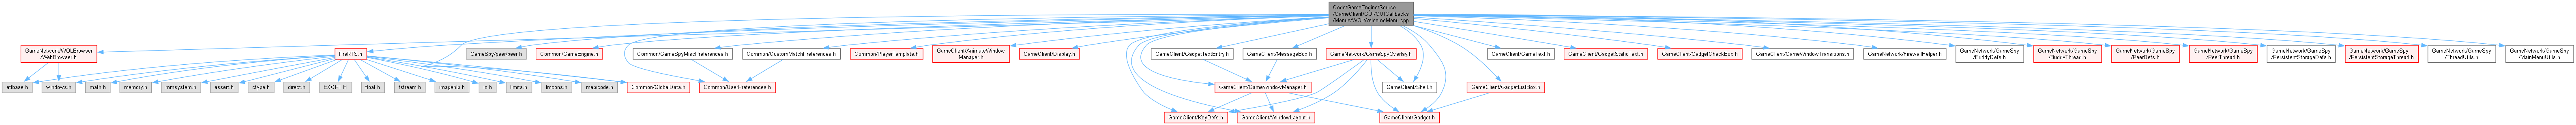 Code/GameEngine/Source
/GameClient/GUI/GUICallbacks
/Menus/WOLWelcomeMenu.cpp
GameNetwork/WOLBrowser
/WebBrowser.h
PreRTS.h
GameSpy/peer/peer.h
Common/GameEngine.h
Common/GameSpyMiscPreferences.h
Common/CustomMatchPreferences.h
Common/PlayerTemplate.h
GameClient/AnimateWindow
Manager.h
GameClient/Display.h
GameClient/GadgetTextEntry.h
GameClient/MessageBox.h
GameNetwork/GameSpyOverlay.h
GameClient/GameText.h
GameClient/GadgetStaticText.h
GameClient/GadgetCheckBox.h
GameClient/GameWindowTransitions.h
GameNetwork/FirewallHelper.h
GameNetwork/GameSpy
/BuddyDefs.h
GameNetwork/GameSpy
/BuddyThread.h
GameNetwork/GameSpy
/PeerDefs.h
GameNetwork/GameSpy
/PeerThread.h
GameNetwork/GameSpy
/PersistentStorageDefs.h
GameNetwork/GameSpy
/PersistentStorageThread.h
GameNetwork/GameSpy
/ThreadUtils.h
GameNetwork/GameSpy
/MainMenuUtils.h
atlbase.h
windows.h
math.h
memory.h
mmsystem.h
assert.h
ctype.h
direct.h
EXCPT.H
float.h
fstream.h
imagehlp.h
io.h
limits.h
lmcons.h
mapicode.h
Common/GlobalData.h
Common/UserPreferences.h
GameClient/GameWindowManager.h
GameClient/Shell.h
GameClient/GadgetListBox.h
GameClient/KeyDefs.h
GameClient/WindowLayout.h
GameClient/Gadget.h